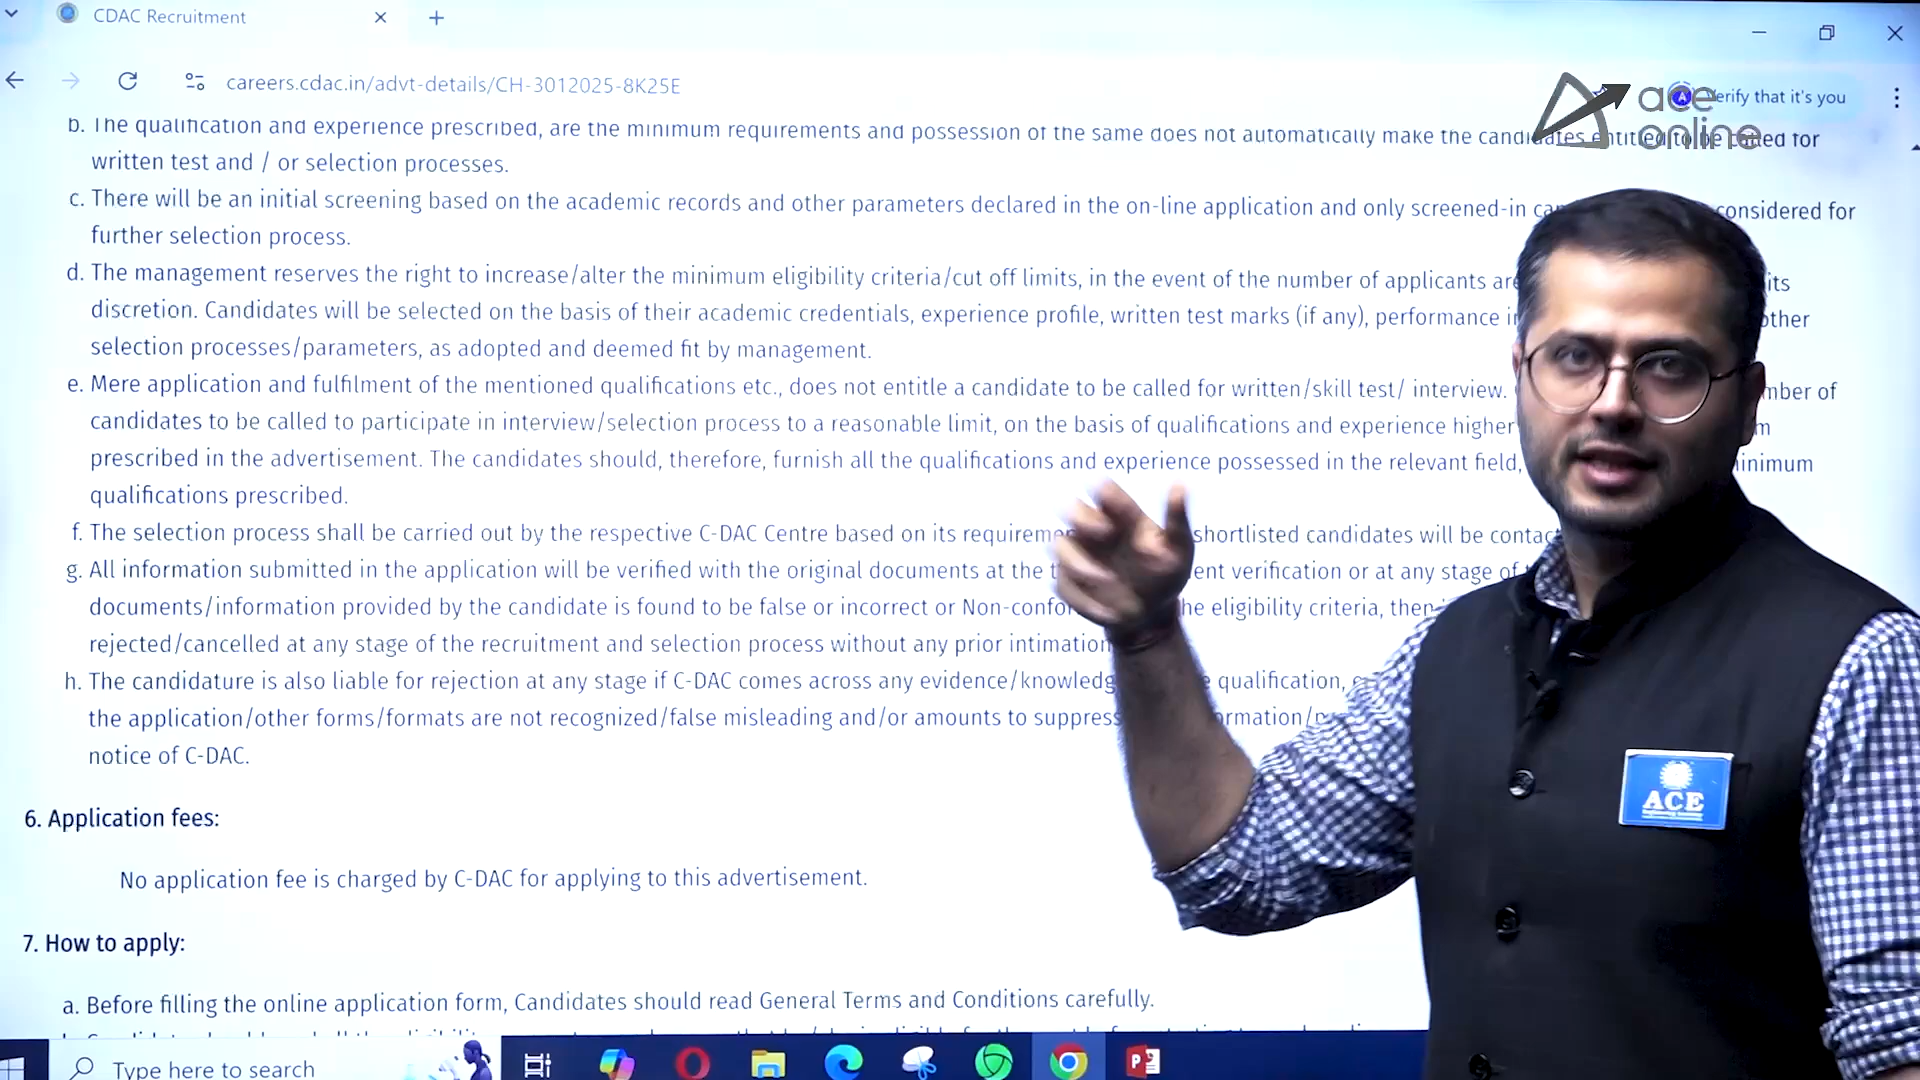 CDAC Recruitment
careers.cdac.in/advt-details/CH-3012025-8K25E
erify that it's you
ace
online
b. The qualification and experience prescribed, are the minimum requirements and possession of the same does not automatically make the candidates entitled to be called for
written test and / or selection processes.
c. There will be an initial screening based on the academic records and other parameters declared in the on-line application and only screened-in considered for
further selection process.
d. The management reserves the right to increase/alter the minimum eligibility criteria/cut off limits, in the event of the number of applicants are its
discretion. Candidates will be selected on the basis of their academic credentials, experience profile, written test marks (if any), performance other
selection processes/parameters, as adopted and deemed fit by management.
e. Mere application and fulfilment of the mentioned qualifications etc., does not entitle a candidate to be called for written/skill test/ interview. mber of
candidates to be called to participate in interview/selection process to a reasonable limit, on the basis of qualifications and experience higher
prescribed in the advertisement. The candidates should, therefore, furnish all the qualifications and experience possessed in the relevant field, inimum
qualifications prescribed.
f. The selection process shall be carried out by the respective C-DAC Centre based on its requireme shortlisted candidates will be contac
g. All information submitted in the application will be verified with the original documents at the ent verification or at any stage of
documents/information provided by the candidate is found to be false or incorrect or Non-confo he eligibility criteria, then
rejected/cancelled at any stage of the recruitment and selection process without any prior intimation
h. The candidature is also liable for rejection at any stage if C-DAC comes across any evidence/knowledg qualification,
the application/other forms/formats are not recognized/false misleading and/or amounts to suppress ormation/
notice of C-DAC.
6. Application fees:
No application fee is charged by C-DAC for applying to this advertisement.
7. How to apply:
a. Before filling the online application form, Candidates should read General Terms and Conditions carefully.
Type here to search
ACE